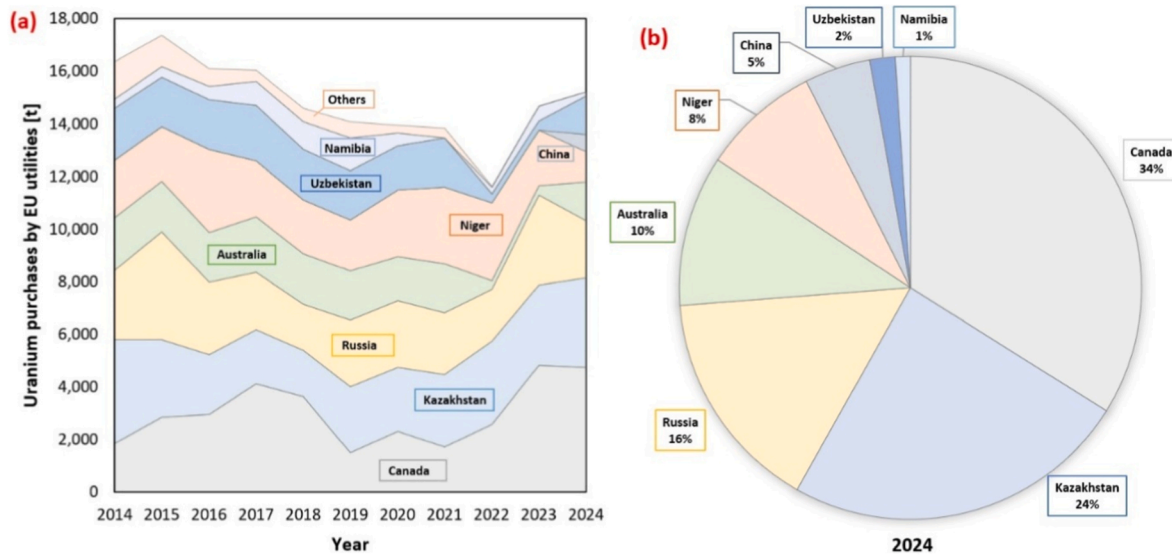 (a)
Uranium purchases by EU utilities [t]
18,000
16,000
14,000
12,000
10,000
8,000
6,000
4,000
2,000
0
Others
Namibia
Uzbekistan
China
Niger
Australia
Russia
Kazakhstan
Canada
2014 2015 2016 2017 2018 2019 2020 2021 2022 2023 2024
Year
(b)
Uzbekistan
2%
Namibia
1%
China
5%
Niger
8%
Canada
34%
Australia
10%
Russia
16%
Kazakhstan
24%
2024